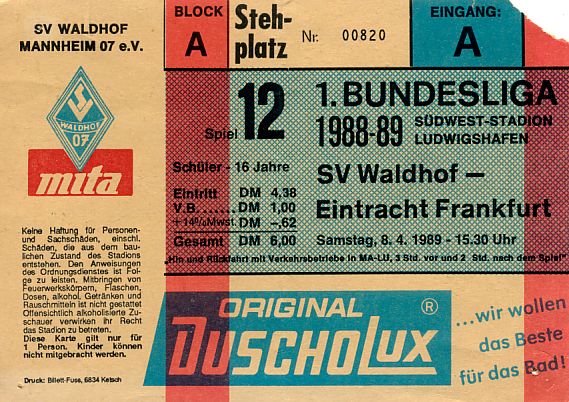 SV WALDHOF
MANNHEIM 07 e.V.
SV
WALDHOF
07
mita
Keine Haftung für Personen-
und Sachschäden, einschl.
Schäden, die aus dem bau-
lichen Zustand des Stadions
entstehen. Den Anweisungen
des Ordnungsdienstes ist Fol-
ge zu leisten. Mitbringen von
Feuerwerkskörpern, Flaschen,
Dosen, alkohol. Getränken und
Rauschmitteln ist nicht gestattet
Offensichtlich alkoholisierte Zu-
schauer verwirken ihr Recht
das Stadion zu betreten.
Diese Karte gilt nur für
1 Person. Kinder können
nicht mitgebracht werden.
Druck: Billett-Fuss, 6834 Ketsch
BLOCK
A
Steh-
platz
Nr. 00820
EINGANG:
A
Spiel 12
1. BUNDESLIGA
1988-89
SÜDWEST-STADION
LUDWIGSHAFEN
Schüler - 16 Jahre
Eintritt DM 4,38
V.B. DM 1,00
+ 14% Mwst. DM -,62
Gesamt DM 6,00
SV Waldhof —
Eintracht Frankfurt
Samstag, 8. 4. 1989 - 15.30 Uhr
„Hin und Rückfahrt mit Verkehrsbetriebe in MA-LU, 3 Std. vor und 2 Std. nach dem Spiel"
ORIGINAL
DUSCHOLUX ®
...wir wollen
das Beste
für das Bad!